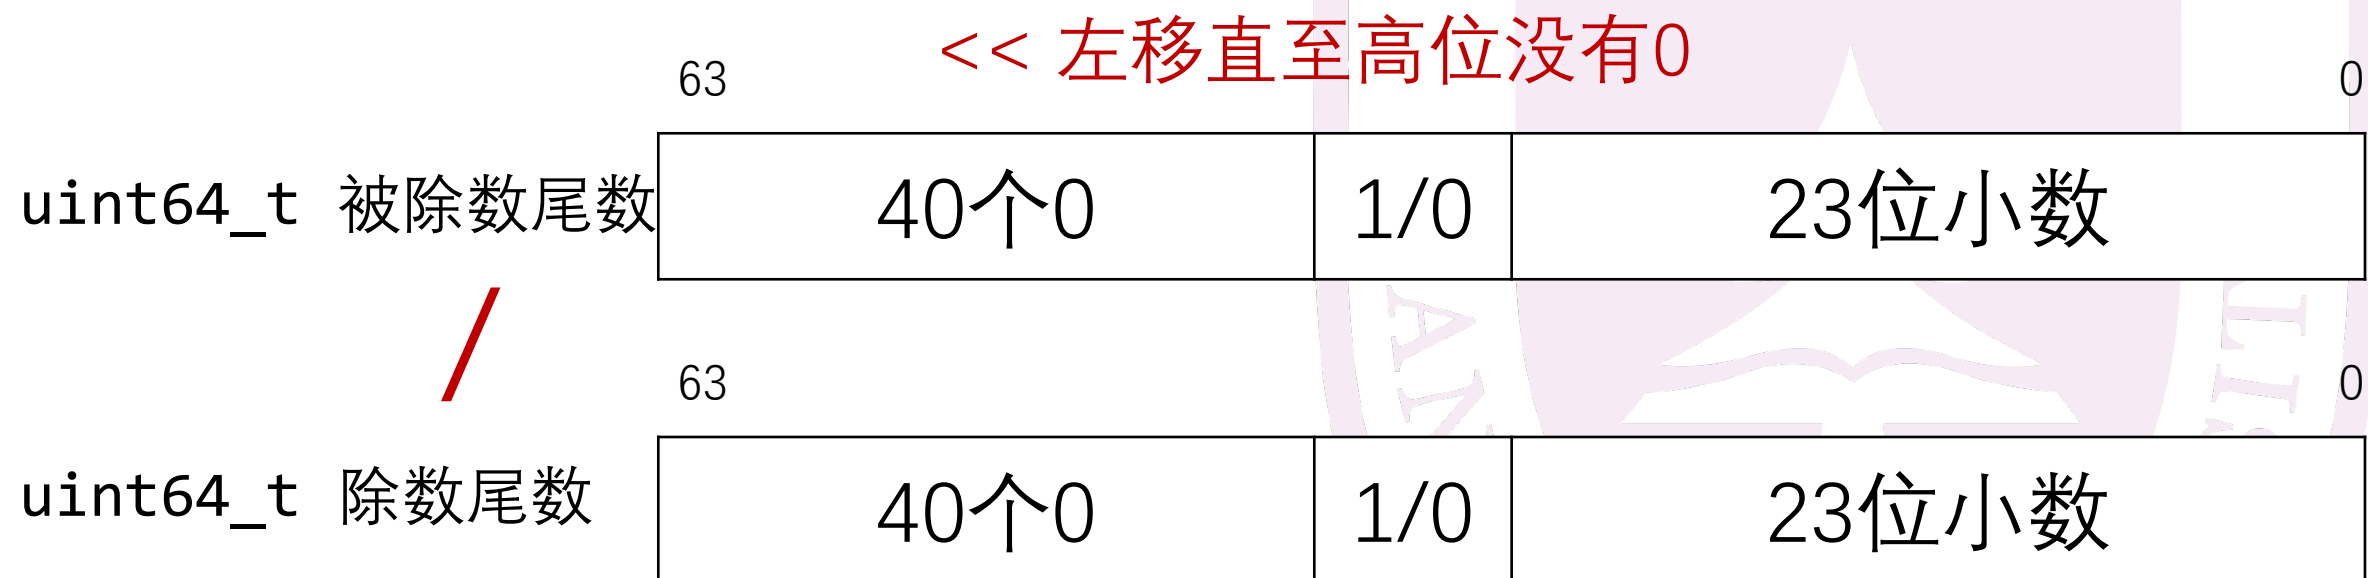 << 左移直至高位没有0
63 0
uint64_t 被除数尾数 40个0 1/0 23位小数
/
63 0
uint64_t 除数尾数 40个0 1/0 23位小数